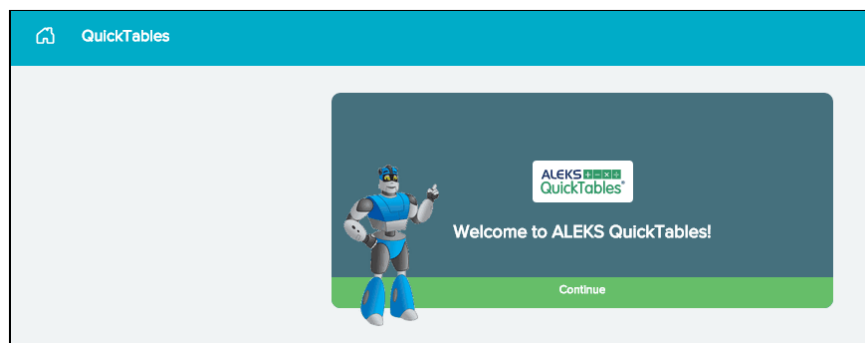 QuickTables
ALEKS
QuickTables®
Welcome to ALEKS QuickTables!
Continue